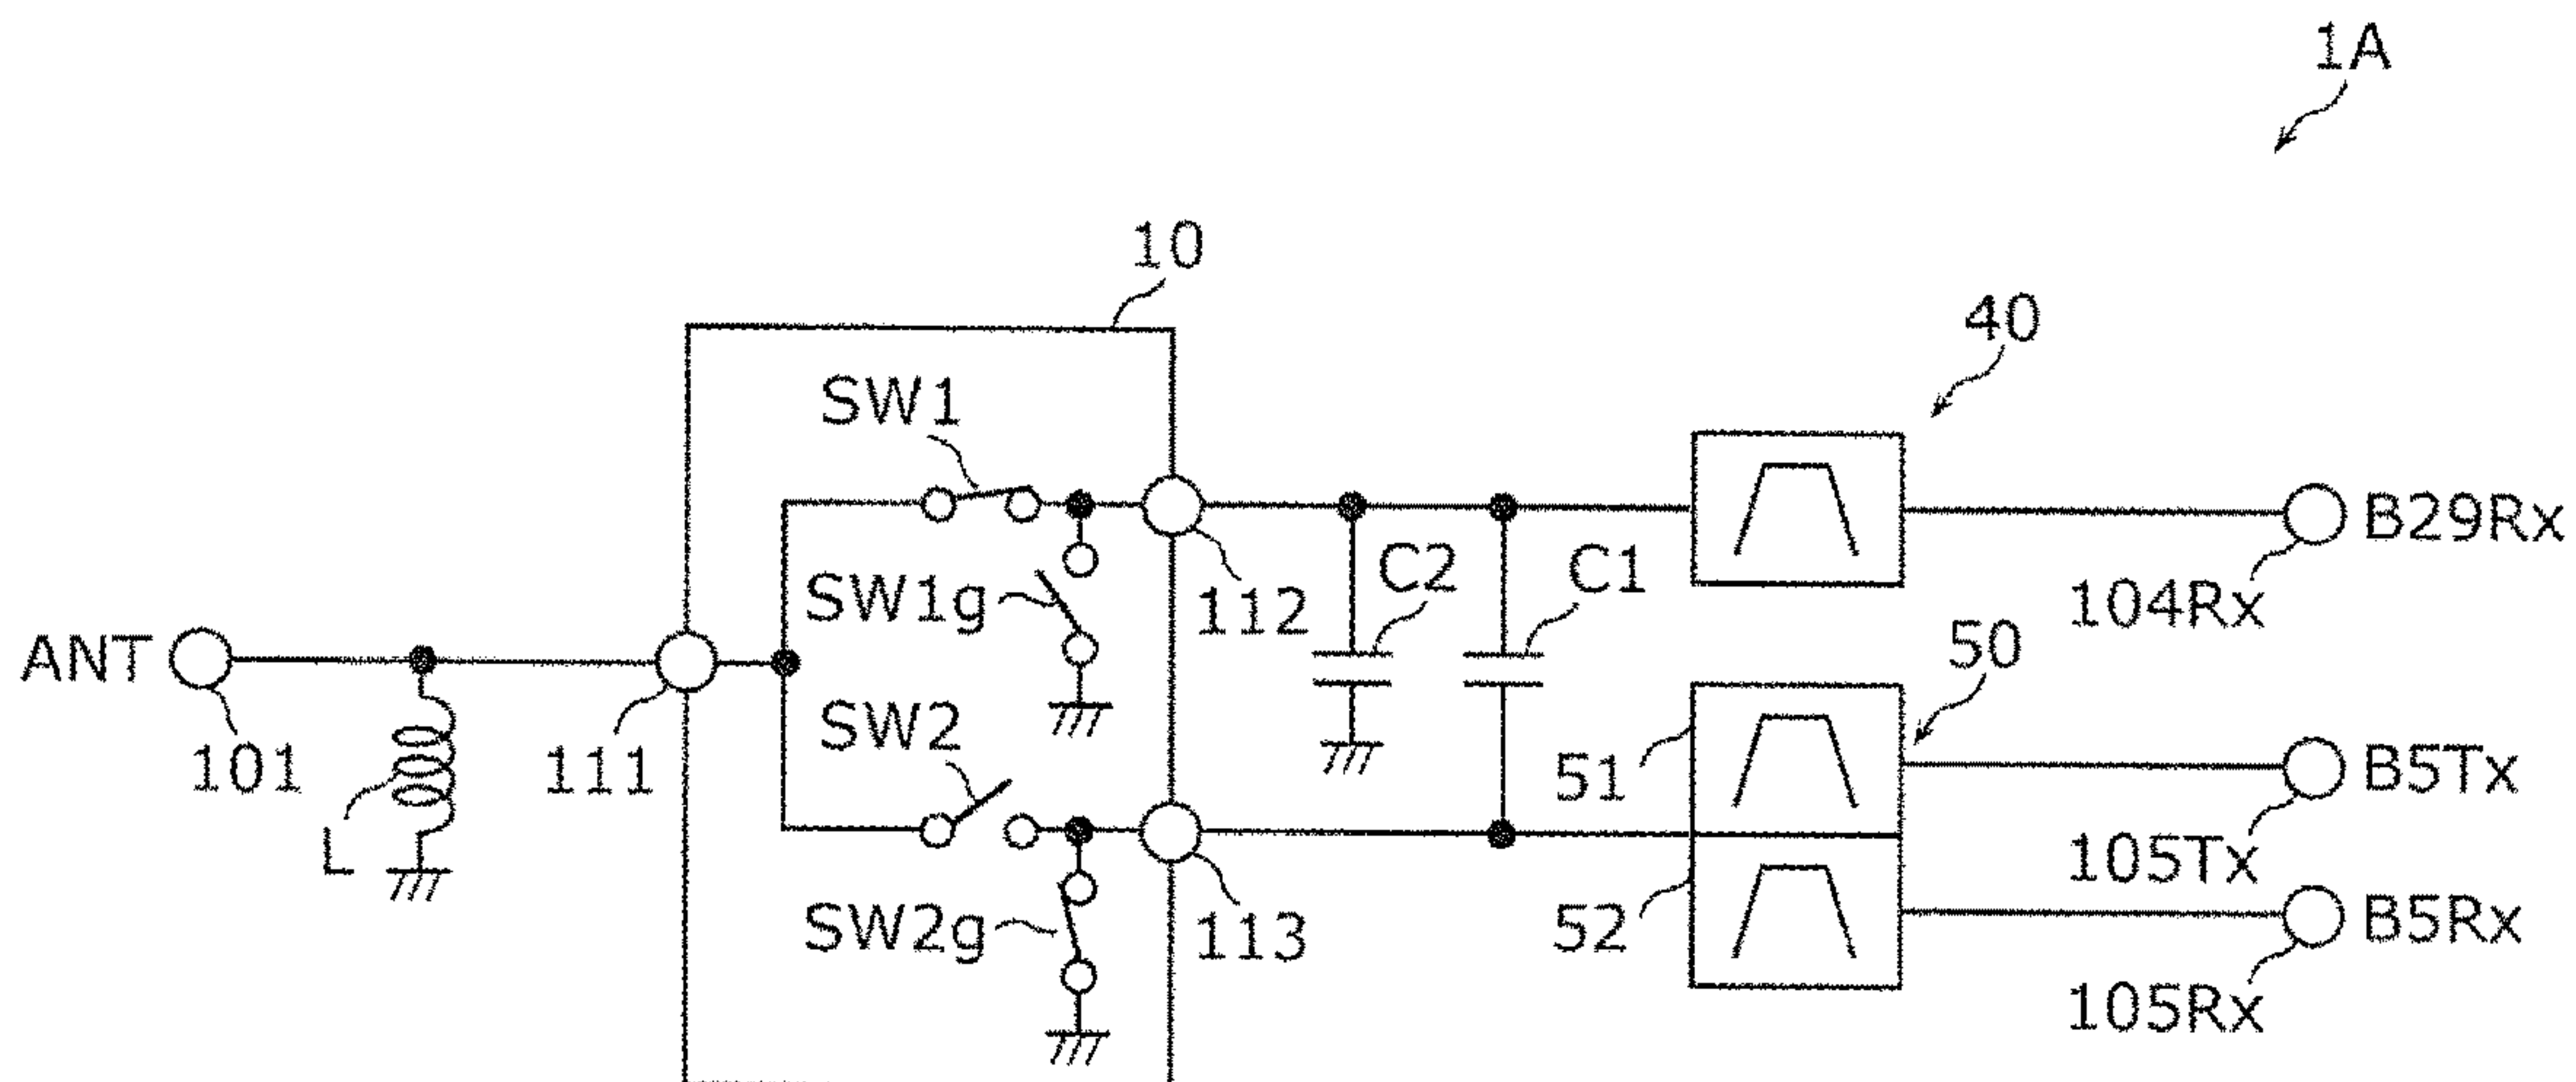 1A
10
40
SW1
B29Rx
C2
C1
SW1g
112
104Rx
50
ANT
SW2
101
111
51
B5Tx
L
105Tx
SW2g
113
52
B5Rx
105Rx